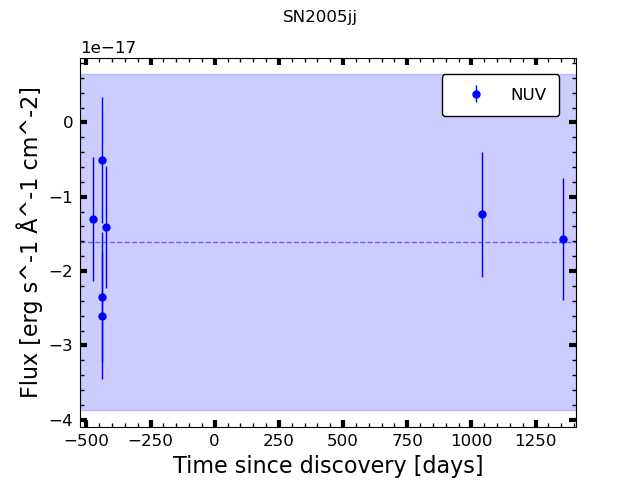 SN2005jj
1e−17
NUV
0
−1
−2
−3
−4
Flux [erg s^-1 Å^-1 cm^-2]
−500 −250 0 250 500 750 1000 1250
Time since discovery [days]